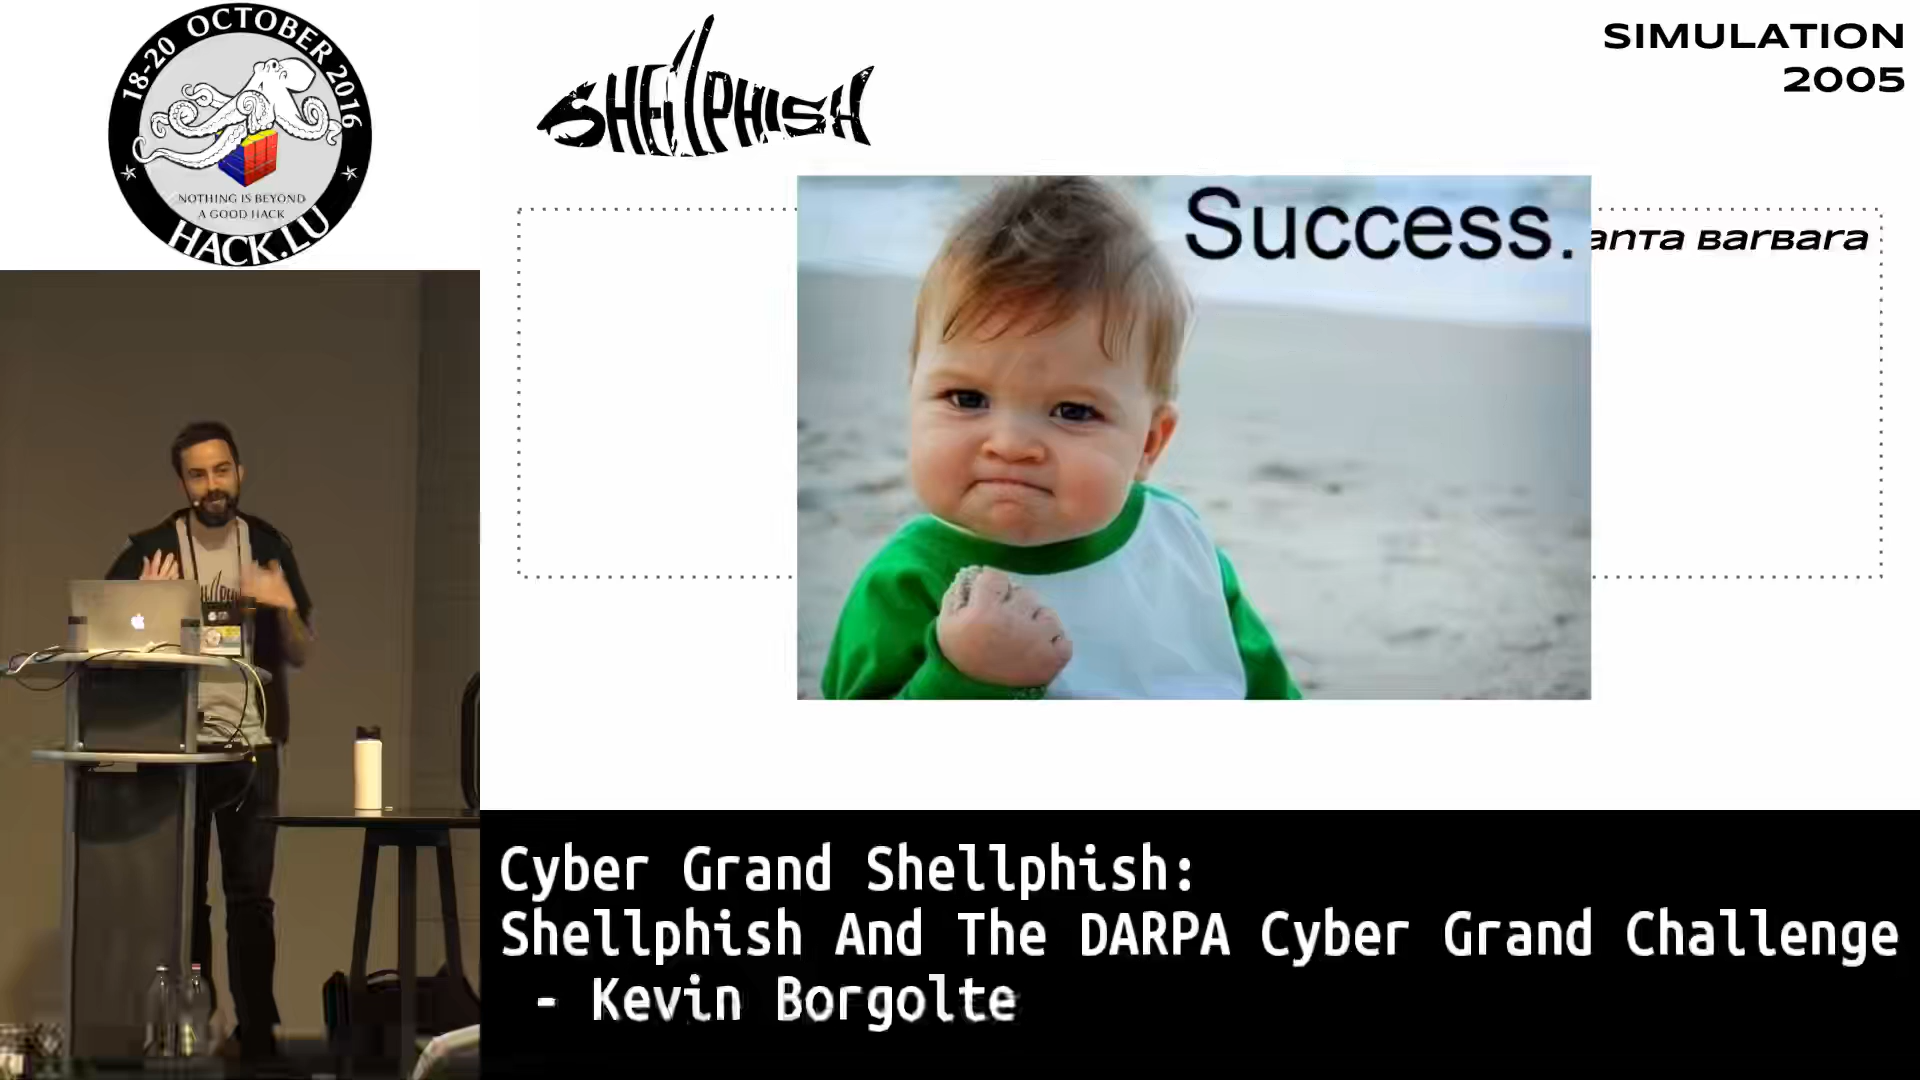 18-20 OCTOBER 2016
NOTHING IS BEYOND
A GOOD HACK
HACK.LU
SHELLPHISH
SIMULATION
2005
Success.
anta Barbara
Cyber Grand Shellphish:
Shellphish And The DARPA Cyber Grand Challenge
- Kevin Borgolte